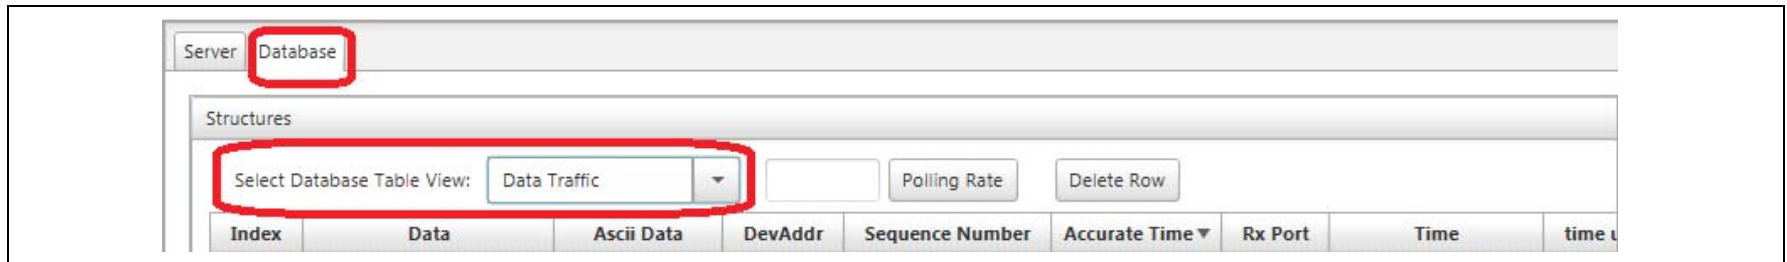 Server Database
Structures
Select Database Table View: Data Traffic Polling Rate Delete Row
Index Data Ascii Data DevAddr Sequence Number Accurate Time Rx Port Time time